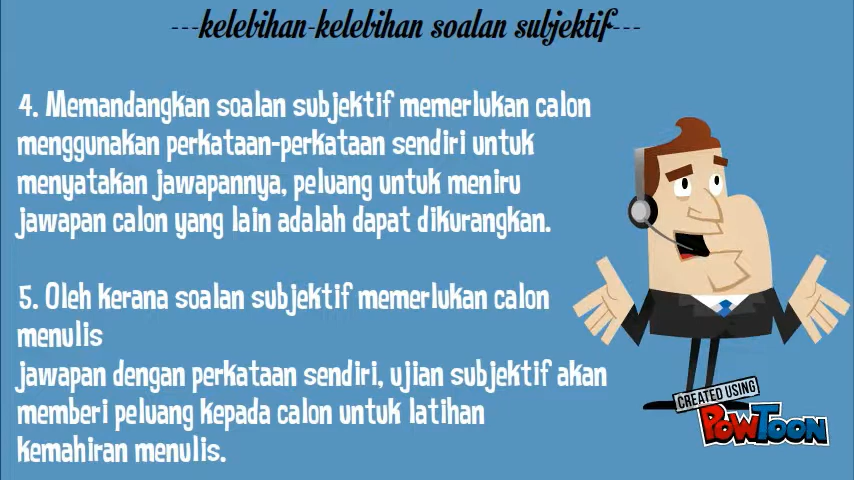 ---kelebihan-kelebihan soalan subjektif---
4. Memandangkan soalan subjektif memerlukan calon
menggunakan perkataan-perkataan sendiri untuk
menyatakan jawapannya, peluang untuk meniru
jawapan calon yang lain adalah dapat dikurangkan.
5. Oleh kerana soalan subjektif memerlukan calon
menulis
jawapan dengan perkataan sendiri, ujian subjektif akan
memberi peluang kepada calon untuk latihan
kemahiran menulis.
CREATED USING
POWTOON